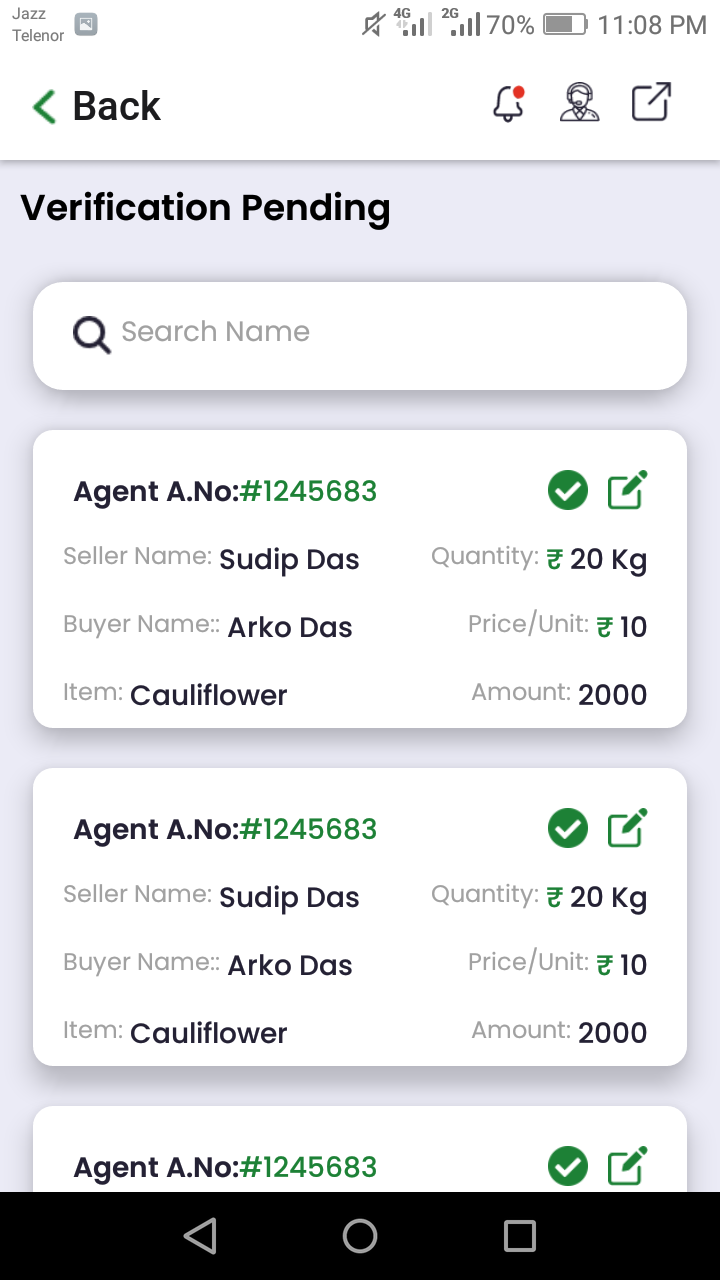 Jazz
Telenor
4G 2G 70% 11:08 PM
Back
Verification Pending
Search Name
Agent A.No:#1245683
Seller Name: Sudip Das Quantity: ₹ 20 Kg
Buyer Name:: Arko Das Price/Unit: ₹ 10
Item: Cauliflower Amount: 2000
Agent A.No:#1245683
Seller Name: Sudip Das Quantity: ₹ 20 Kg
Buyer Name:: Arko Das Price/Unit: ₹ 10
Item: Cauliflower Amount: 2000
Agent A.No:#1245683